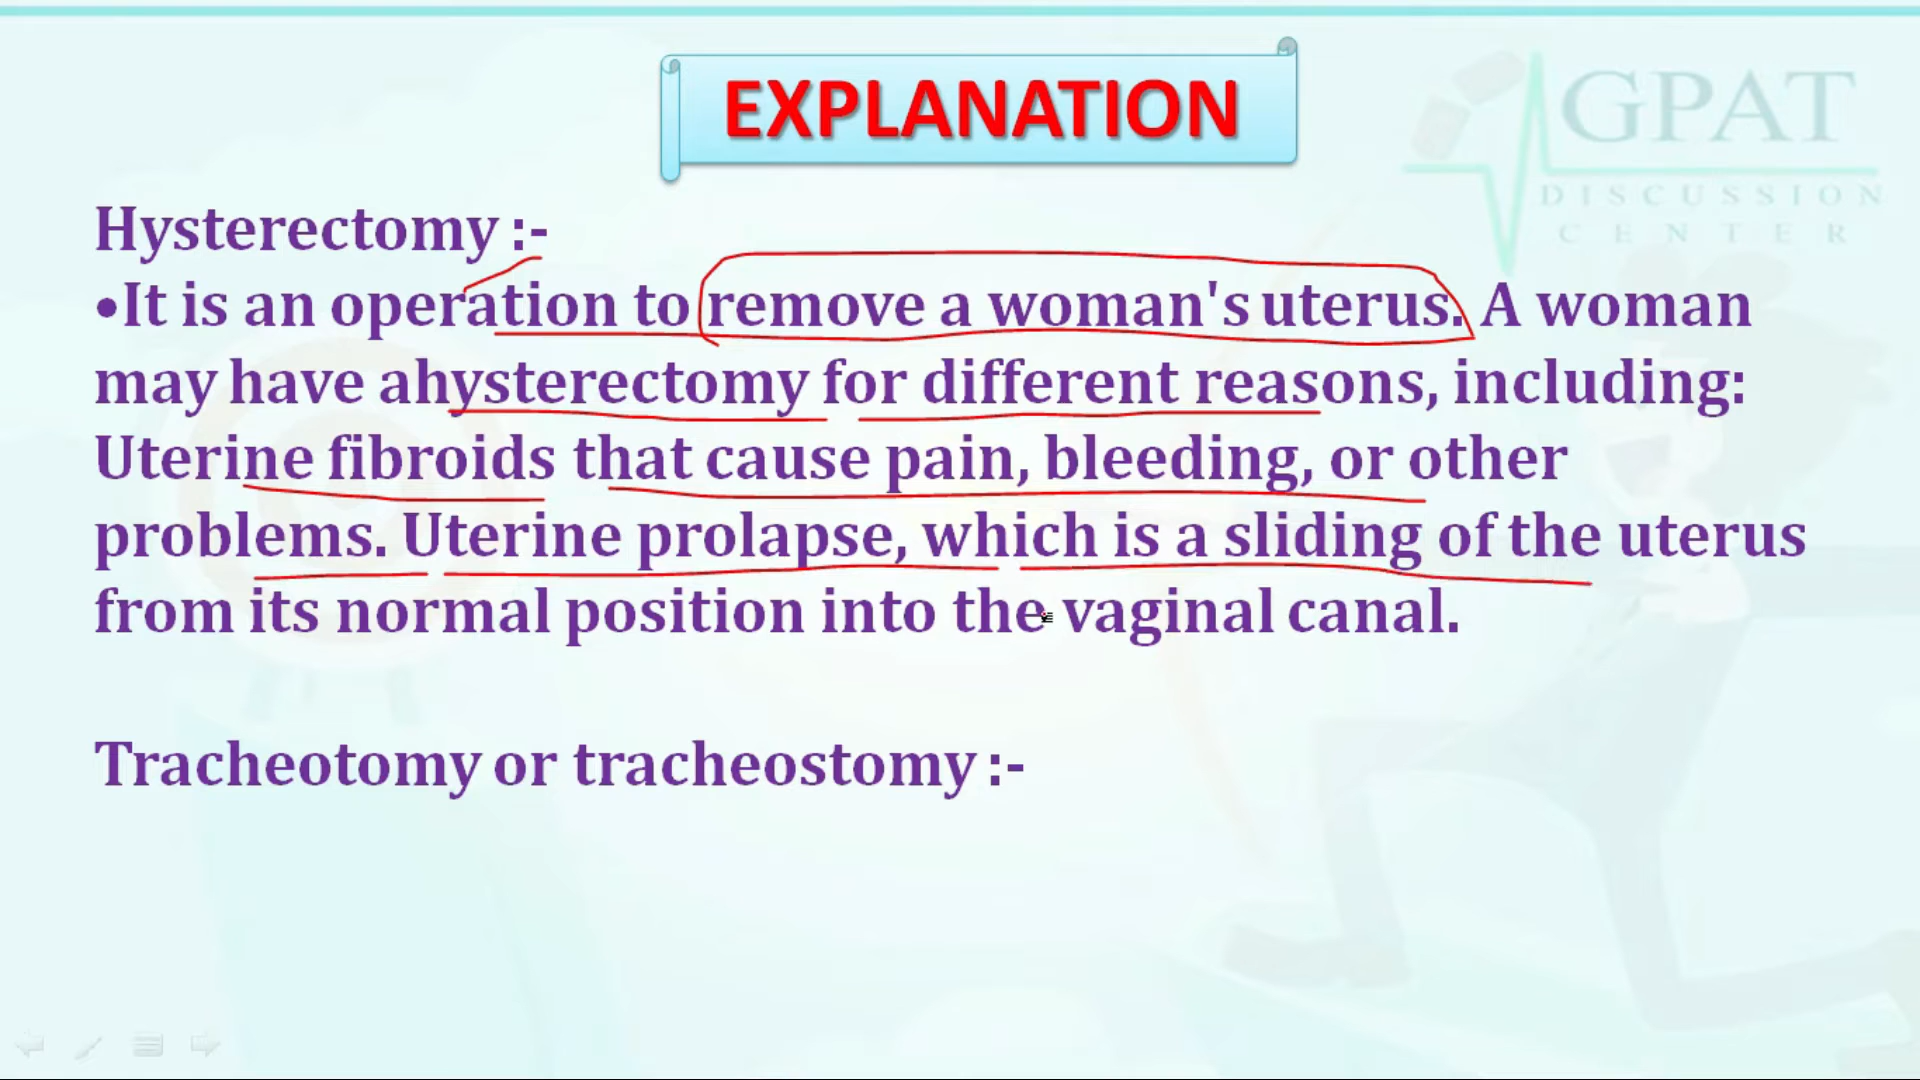 EXPLANATION
GPAT
DISCUSSION
CENTER
Hysterectomy :-
•It is an operation to remove a woman's uterus. A woman
may have ahysterectomy for different reasons, including:
Uterine fibroids that cause pain, bleeding, or other
problems. Uterine prolapse, which is a sliding of the uterus
from its normal position into the vaginal canal.
Tracheotomy or tracheostomy :-